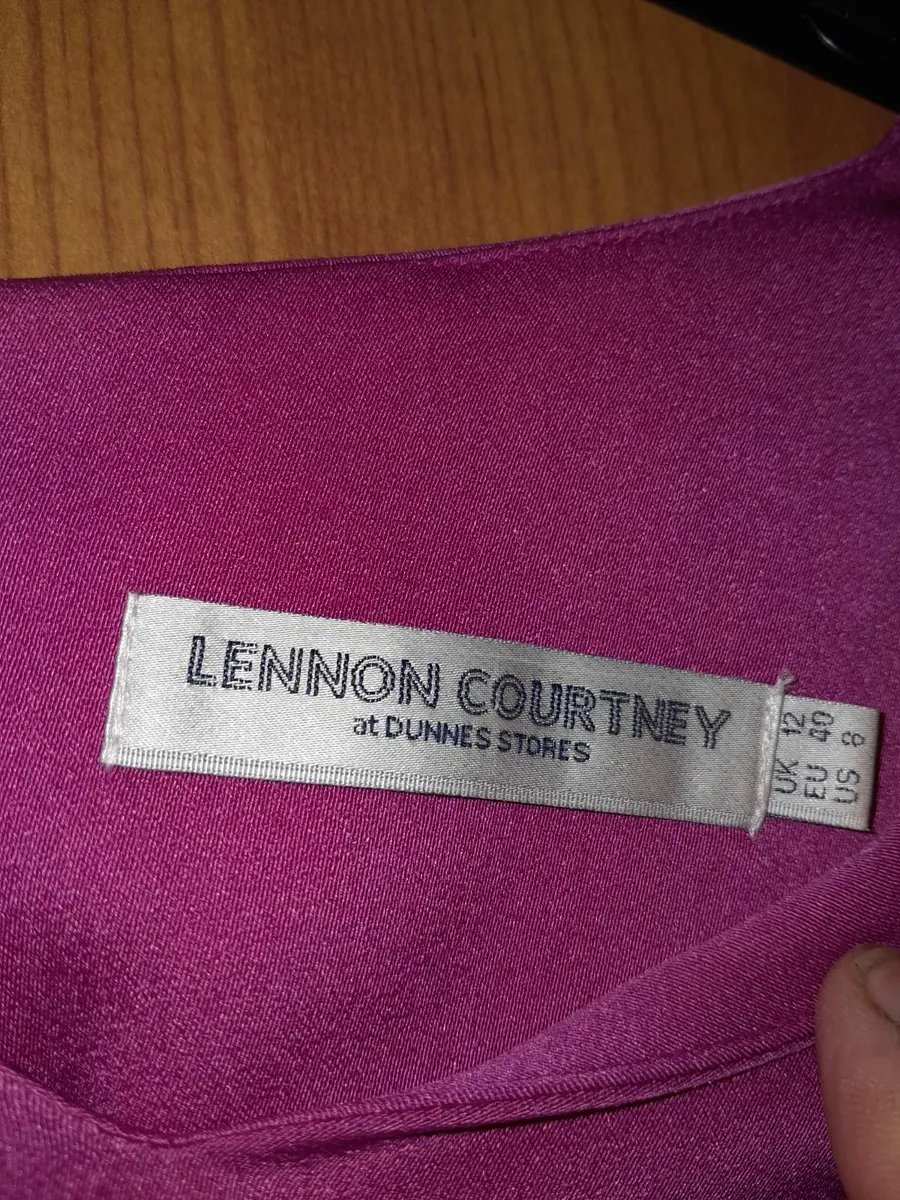 LENNON COURTNEY
at DUNNES STORES
UK 12
EU 40
US 8